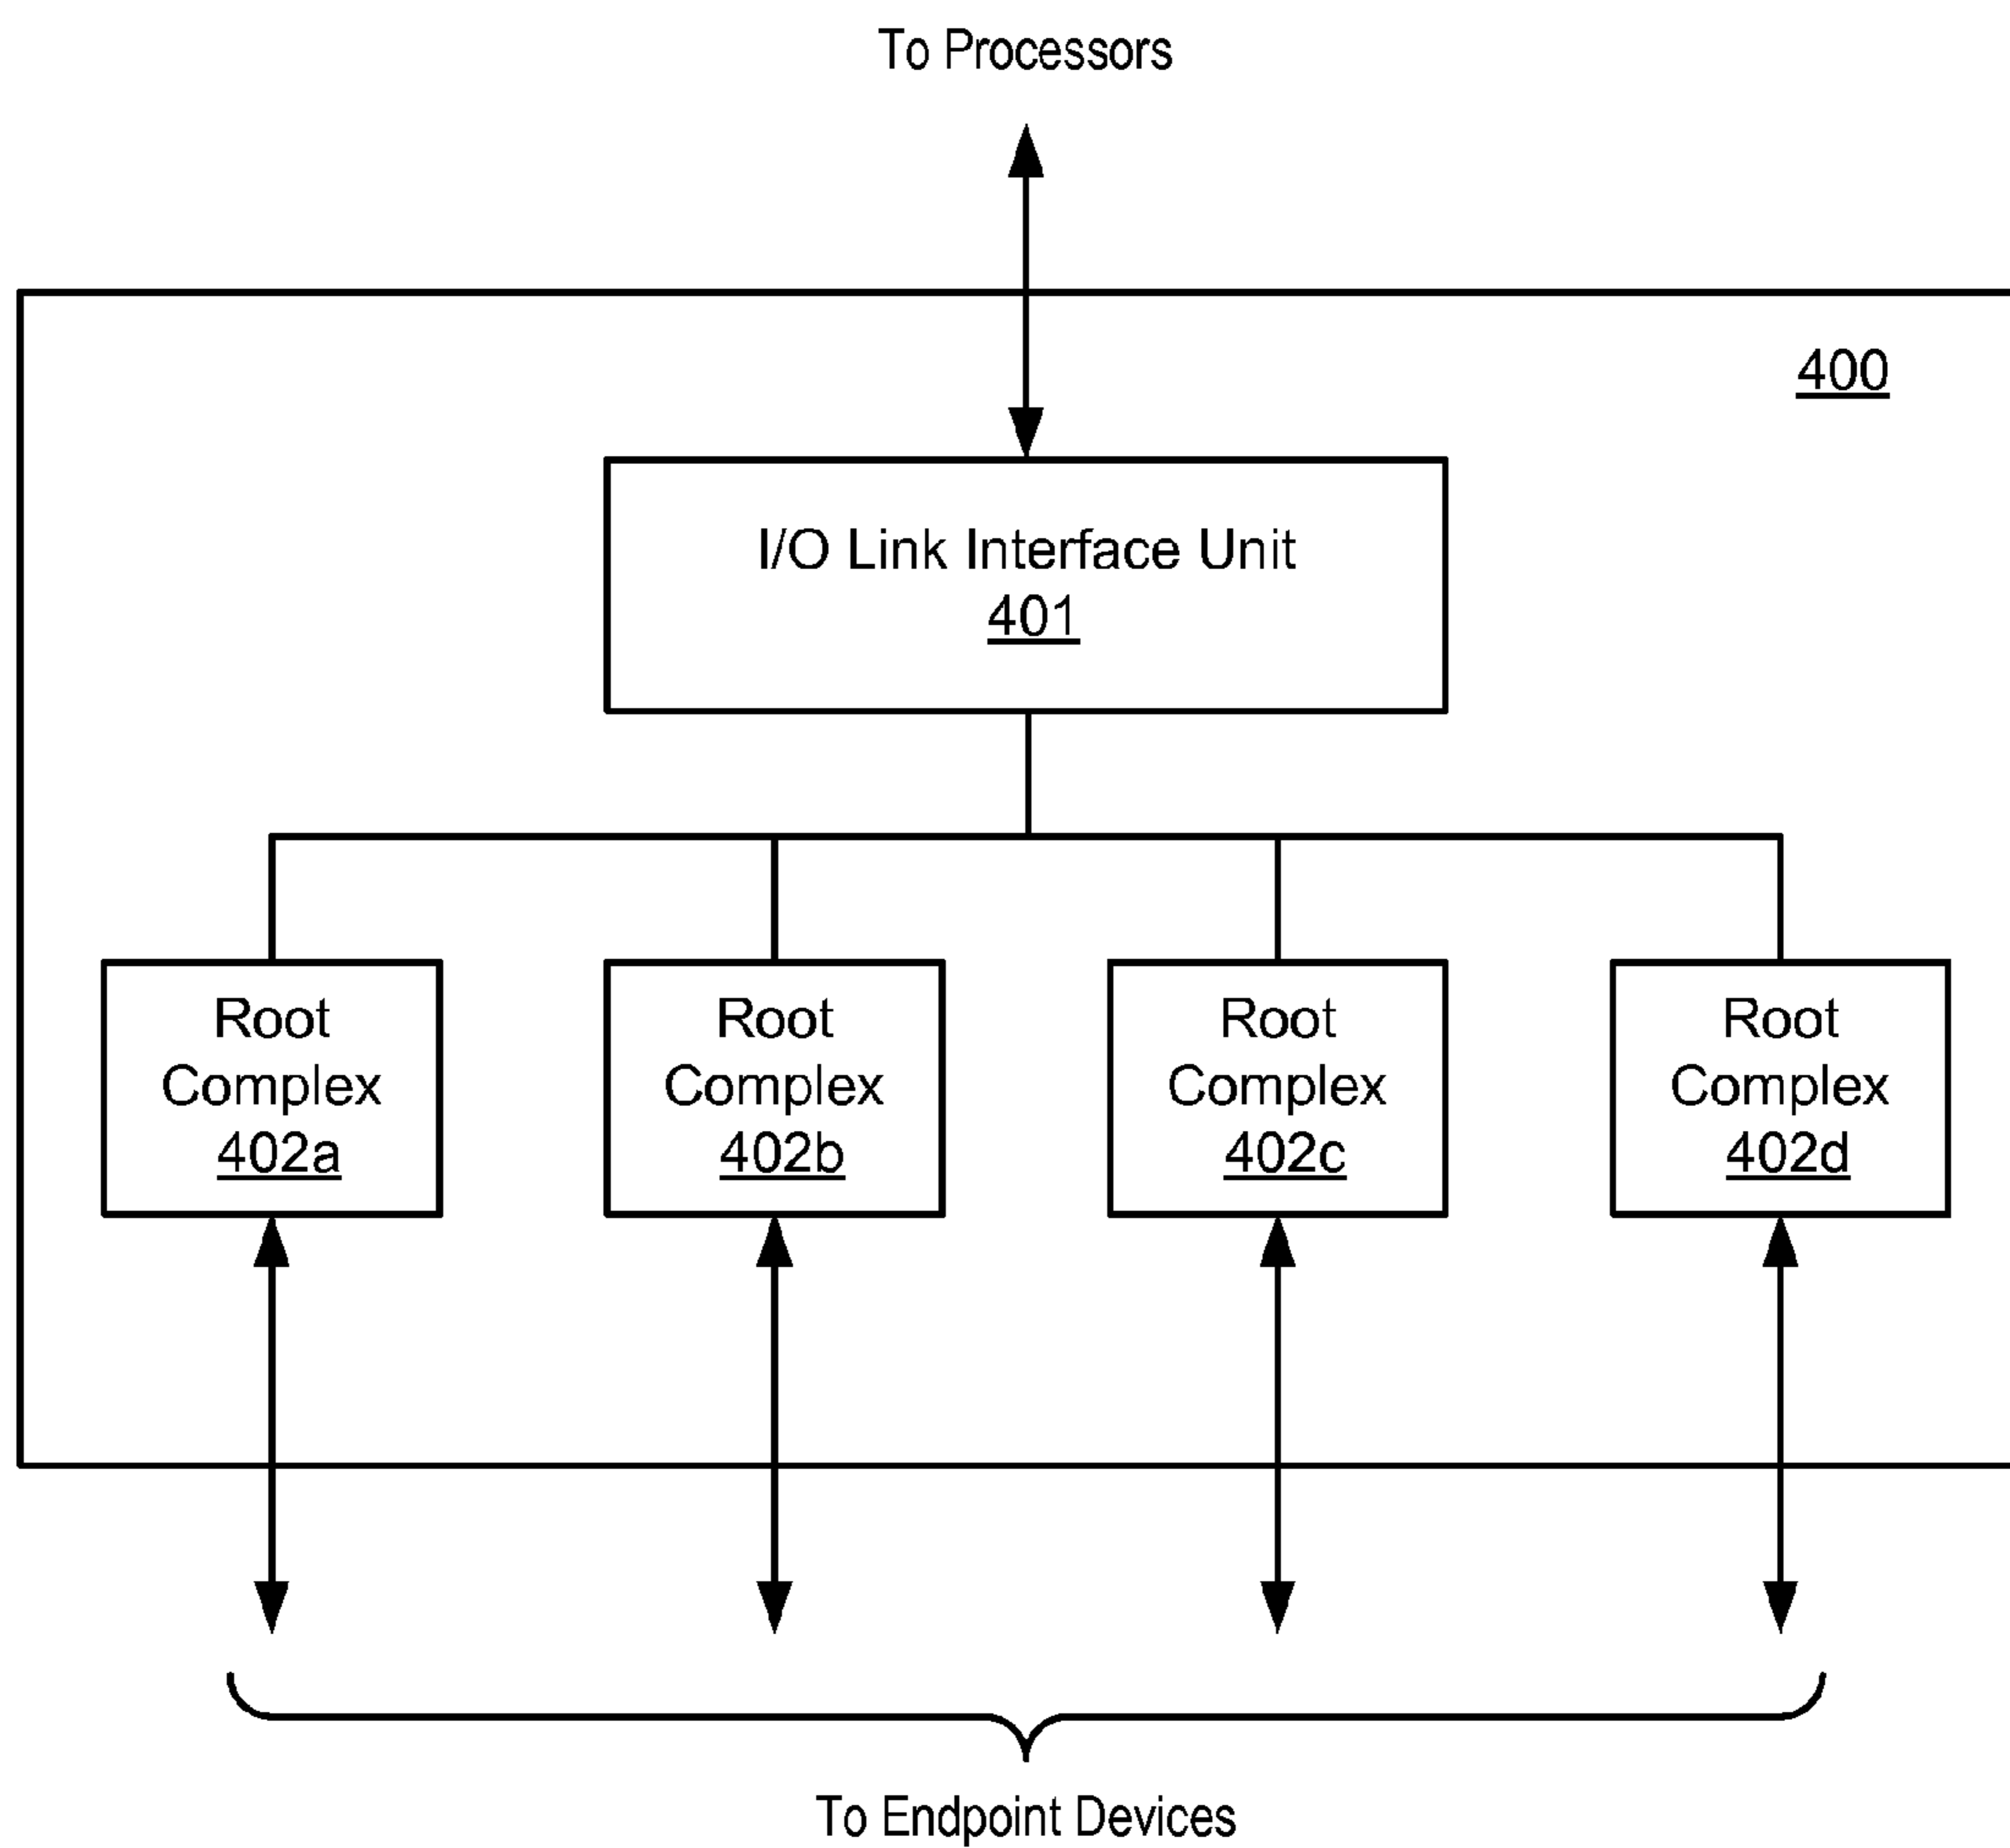 To Processors
400
I/O Link Interface Unit
401
Root
Complex
402a
Root
Complex
402b
Root
Complex
402c
Root
Complex
402d
To Endpoint Devices